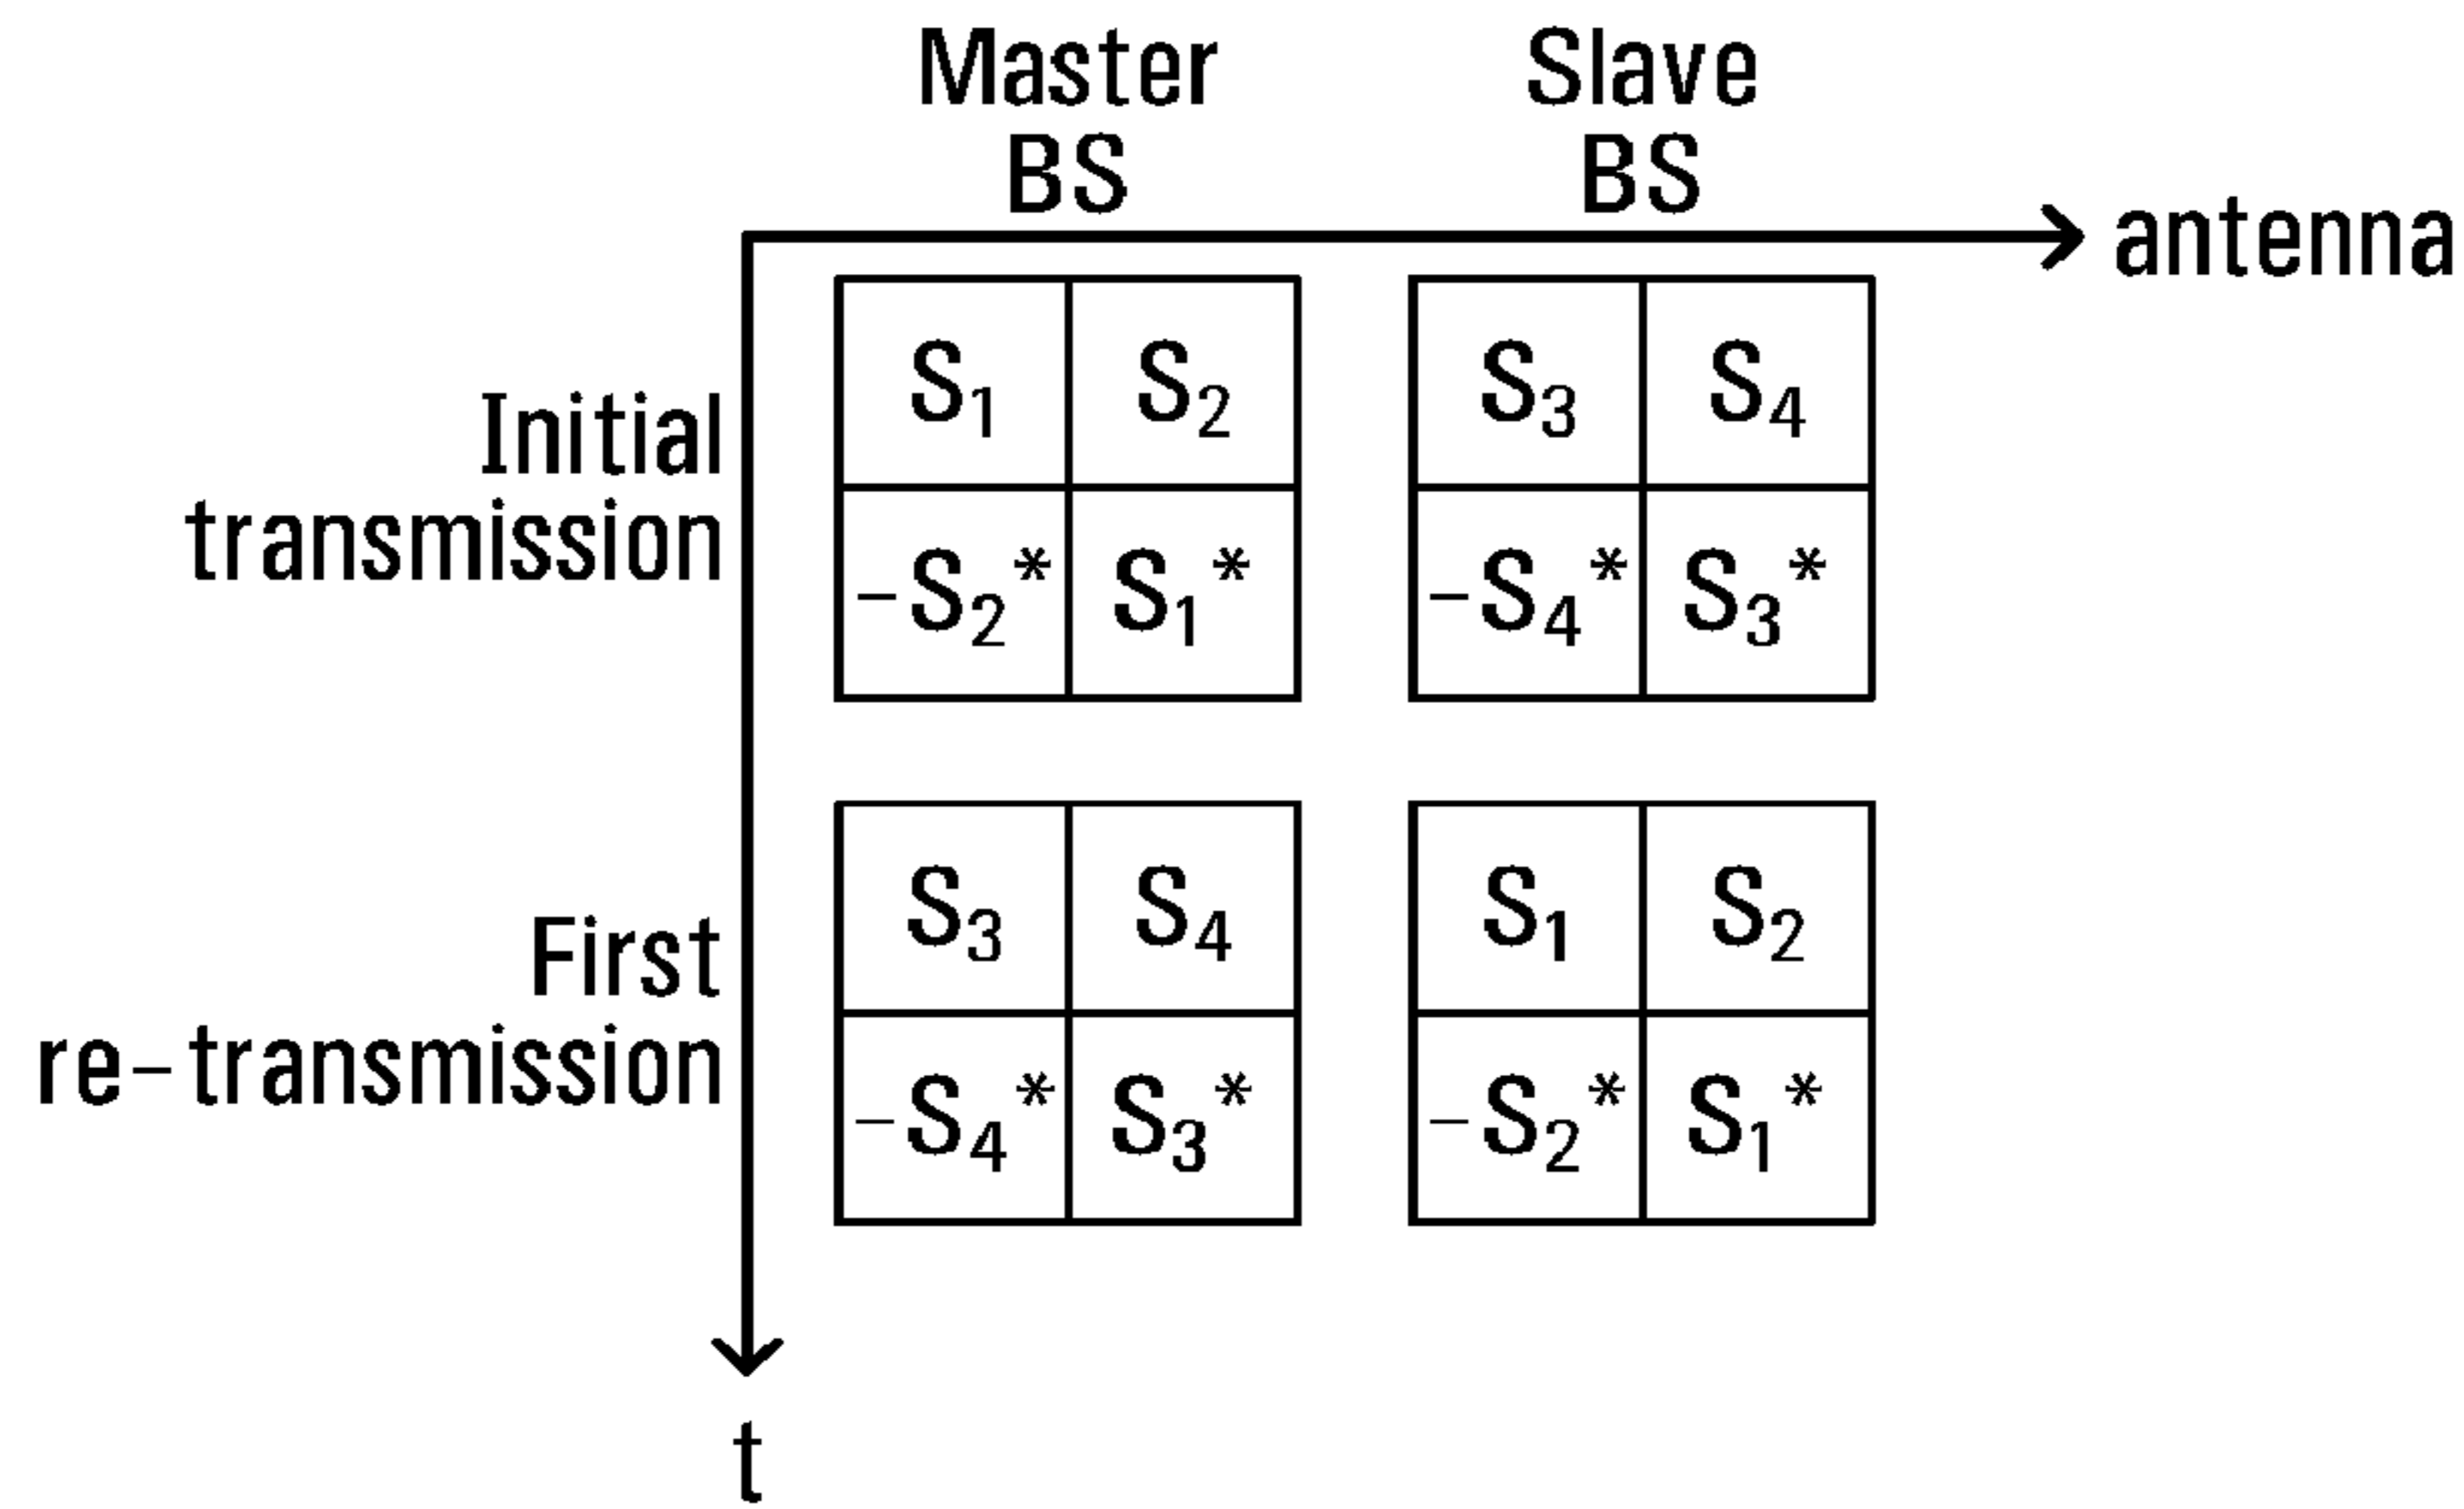 Master Slave
BS BS
antenna
S₁ S₂ S₃ S₄
Initial
transmission
-S₂* S₁* -S₄* S₃*
S₃ S₄ S₁ S₂
First
re-transmission
-S₄* S₃* -S₂* S₁*
t